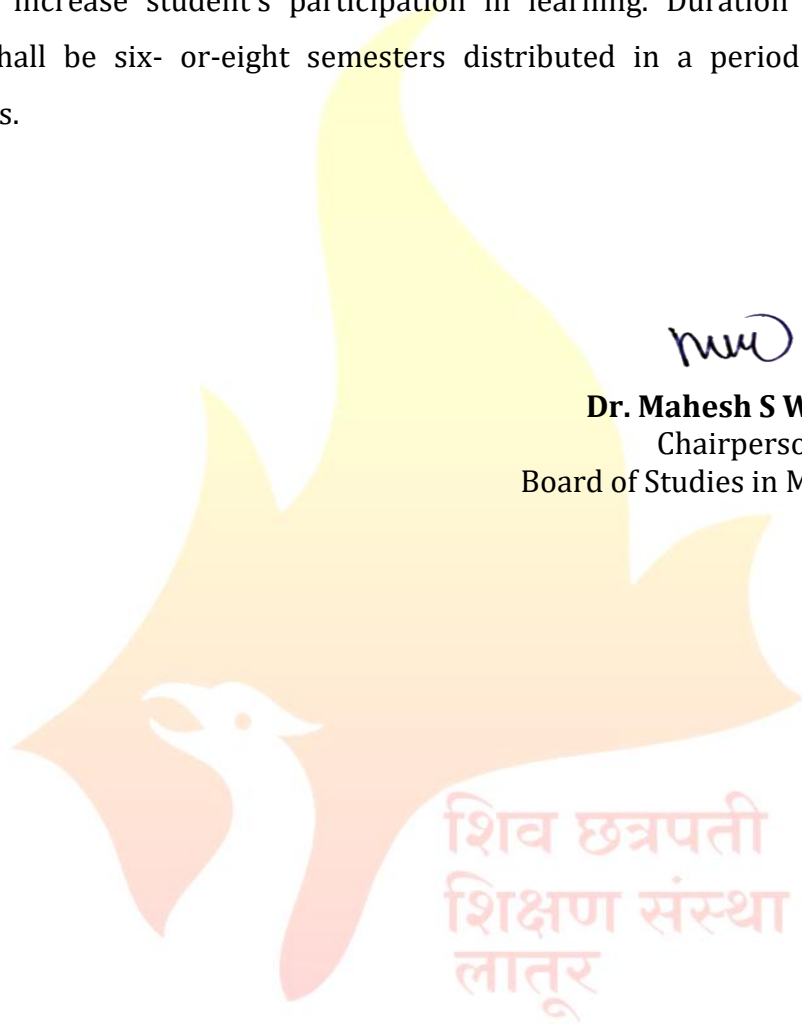 increase student's participation in learning. Duration
hall be six- or-eight semesters distributed in a period
s.
Dr. Mahesh S W
Chairperso
Board of Studies in M
शिव छत्रपती
शिक्षण संस्था
लातूर